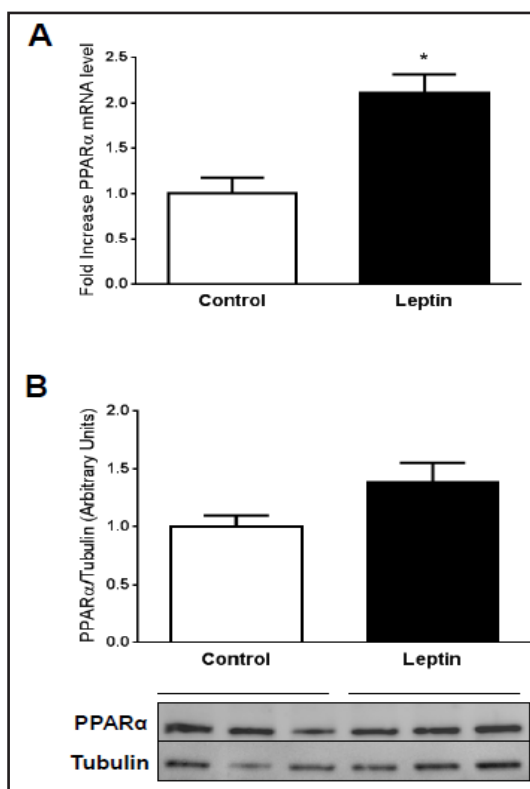 A
Fold Increase PPARα mRNA level
2.5
2.0
1.5
1.0
0.5
0.0
*
Control Leptin
B
PPARα/Tubulin (Arbitrary Units)
2.0
1.5
1.0
0.5
0.0
Control Leptin
PPARα
Tubulin